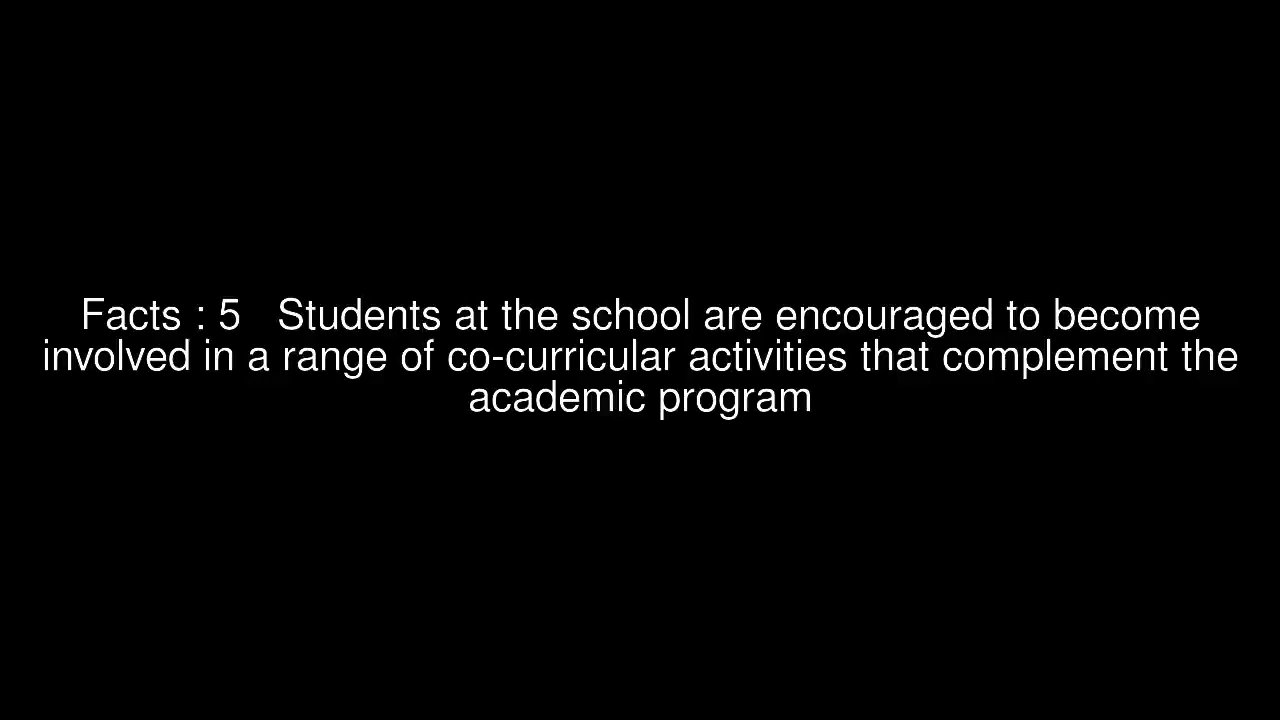 Facts : 5   Students at the school are encouraged to become
involved in a range of co-curricular activities that complement the
academic program